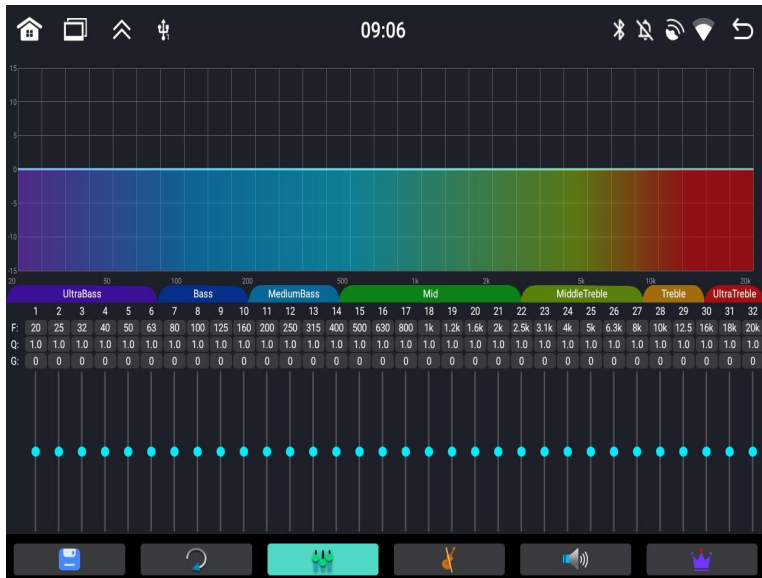 09:06
15
10
5
0
-5
-10
-15
20 50 100 200 500 1k 2k 5k 10k 20k
UltraBass Bass MediumBass Mid MiddleTreble Treble UltraTreble
1 2 3 4 5 6 7 8 9 10 11 12 13 14 15 16 17 18 19 20 21 22 23 24 25 26 27 28 29 30 31 32
F: 20 25 32 40 50 63 80 100 125 160 200 250 315 400 500 630 800 1k 1.2k 1.6k 2k 2.5k 3.1k 4k 5k 6.3k 8k 10k 12.5 16k 18k 20k
Q: 1.0 1.0 1.0 1.0 1.0 1.0 1.0 1.0 1.0 1.0 1.0 1.0 1.0 1.0 1.0 1.0 1.0 1.0 1.0 1.0 1.0 1.0 1.0 1.0 1.0 1.0 1.0 1.0 1.0 1.0 1.0 1.0
G: 0 0 0 0 0 0 0 0 0 0 0 0 0 0 0 0 0 0 0 0 0 0 0 0 0 0 0 0 0 0 0 0